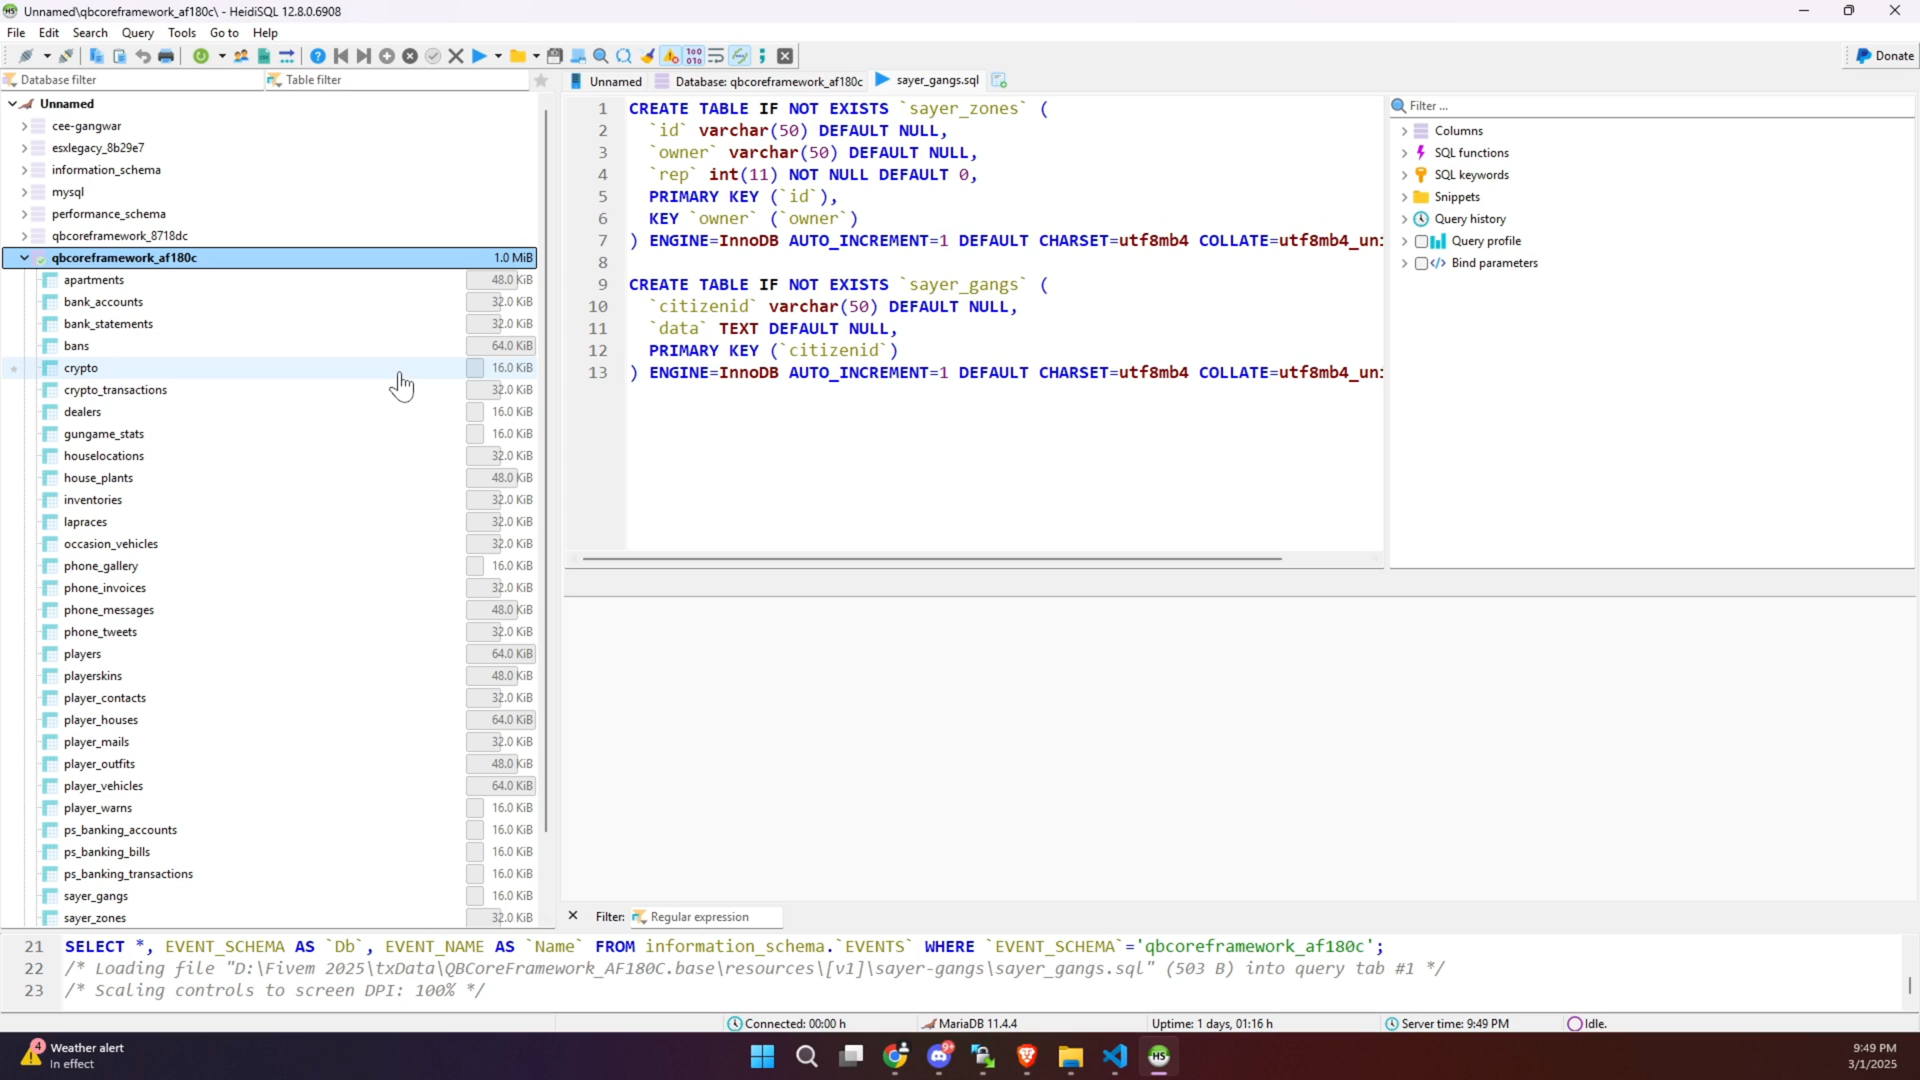 Unnamed\qbcoreframework_af180c\ - HeidiSQL 12.8.0.6908
File Edit Search Query Tools Go to Help
Donate
Database filter
Table filter
Unnamed
Database: qbcoreframework_af180c
sayer_gangs.sql
Unnamed
cee-gangwar
esxlegacy_8b29e7
information_schema
mysql
performance_schema
qbcoreframework_8718dc
qbcoreframework_af180c 1.0 MiB
apartments 48.0 KiB
bank_accounts 32.0 KiB
bank_statements 32.0 KiB
bans 64.0 KiB
crypto 16.0 KiB
crypto_transactions 32.0 KiB
dealers 16.0 KiB
gungame_stats 16.0 KiB
houselocations 32.0 KiB
house_plants 48.0 KiB
inventories 32.0 KiB
lapraces 32.0 KiB
occasion_vehicles 32.0 KiB
phone_gallery 16.0 KiB
phone_invoices 32.0 KiB
phone_messages 48.0 KiB
phone_tweets 32.0 KiB
players 64.0 KiB
playerskins 48.0 KiB
player_contacts 32.0 KiB
player_houses 64.0 KiB
player_mails 32.0 KiB
player_outfits 48.0 KiB
player_vehicles 64.0 KiB
player_warns 16.0 KiB
ps_banking_accounts 16.0 KiB
ps_banking_bills 16.0 KiB
ps_banking_transactions 16.0 KiB
sayer_gangs 16.0 KiB
sayer_zones 32.0 KiB
1 CREATE TABLE IF NOT EXISTS `sayer_zones` (
2 `id` varchar(50) DEFAULT NULL,
3 `owner` varchar(50) DEFAULT NULL,
4 `rep` int(11) NOT NULL DEFAULT 0,
5 PRIMARY KEY (`id`),
6 KEY `owner` (`owner`)
7 ) ENGINE=InnoDB AUTO_INCREMENT=1 DEFAULT CHARSET=utf8mb4 COLLATE=utf8mb4_uni
8
9 CREATE TABLE IF NOT EXISTS `sayer_gangs` (
10 `citizenid` varchar(50) DEFAULT NULL,
11 `data` TEXT DEFAULT NULL,
12 PRIMARY KEY (`citizenid`)
13 ) ENGINE=InnoDB AUTO_INCREMENT=1 DEFAULT CHARSET=utf8mb4 COLLATE=utf8mb4_uni
Filter ...
Columns
SQL functions
SQL keywords
Snippets
Query history
Query profile
Bind parameters
Filter: Regular expression
21 SELECT *, EVENT_SCHEMA AS `Db`, EVENT_NAME AS `Name` FROM information_schema.`EVENTS` WHERE `EVENT_SCHEMA`='qbcoreframework_af180c';
22 /* Loading file "D:\Fivem 2025\txData\QBCoreFramework_AF180C.base\resources\[v1]\sayer-gangs\sayer_gangs.sql" (503 B) into query tab #1 */
23 /* Scaling controls to screen DPI: 100% */
Connected: 00:00 h
MariaDB 11.4.4
Uptime: 1 days, 01:16 h
Server time: 9:49 PM
Idle.
4
Weather alert
In effect
9+
HS
9:49 PM
3/1/2025